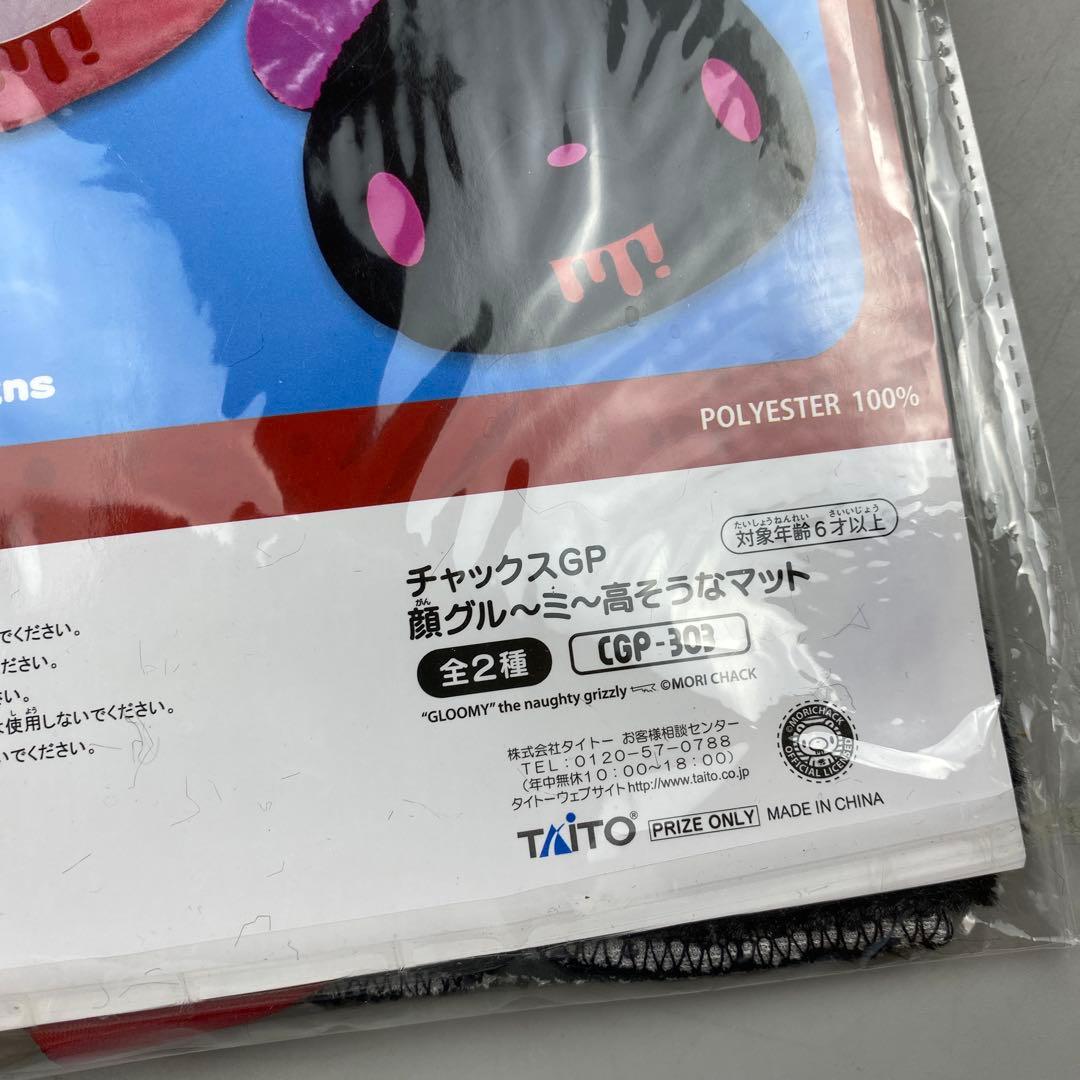 gns
POLYESTER 100%
たいしょうねんれい さいいじょう
対象年齢6才以上
チャックスGP
がん
顔グル〜ミ〜高そうなマット
全2種
CGP-303
"GLOOMY" the naughty grizzly ©MORI CHACK
でください。
ださい。
さい。
しよう
使用しないでください。
いでください。
株式会社タイトー お客様相談センター
TEL:0120-57-0788
(年中無休10:00〜18:00)
タイトーウェブサイト http://www.taito.co.jp
©MORICHACK
OFFICIAL LICENSED
TAITO® PRIZE ONLY MADE IN CHINA